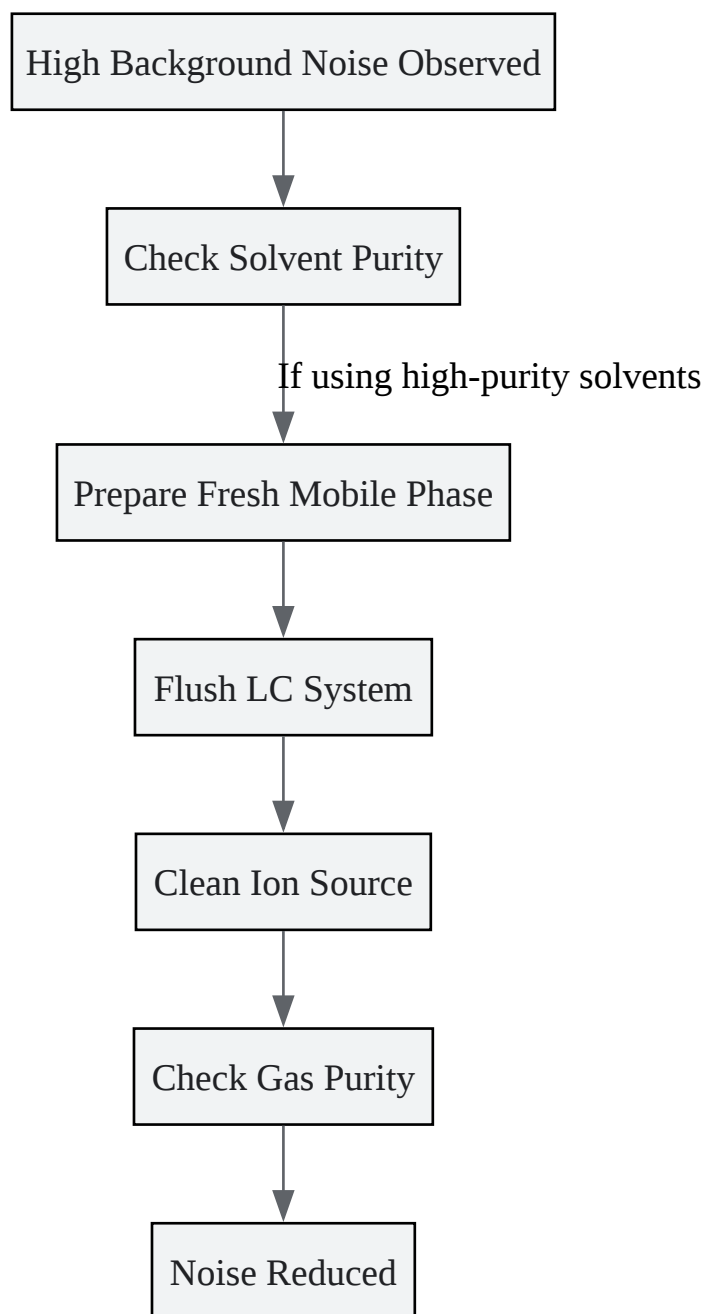 High Background Noise Observed
Check Solvent Purity
If using high-purity solvents
Prepare Fresh Mobile Phase
Flush LC System
Clean Ion Source
Check Gas Purity
Noise Reduced